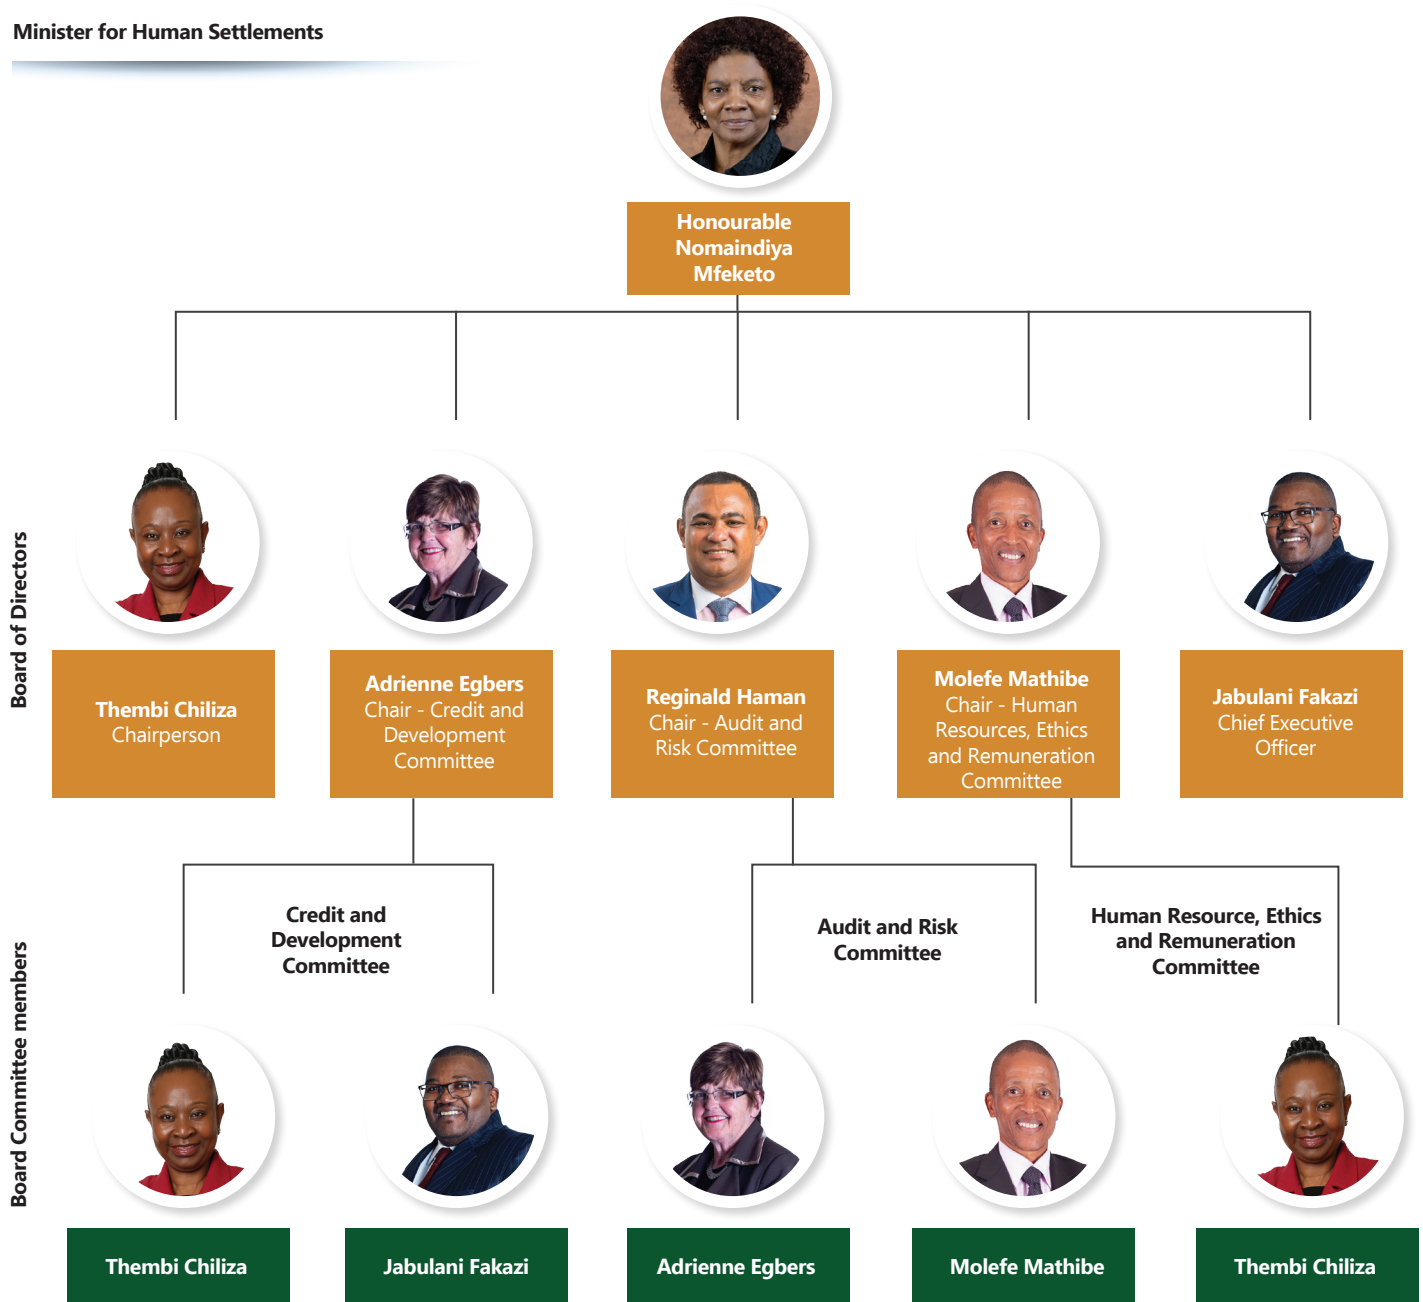 Minister for Human Settlements
Honourable
Nomaindiya
Mfeketo
Board of Directors
Thembi Chiliza
Chairperson
Adrienne Egbers
Chair - Credit and
Development
Committee
Reginald Haman
Chair - Audit and
Risk Committee
Molefe Mathibe
Chair - Human
Resources, Ethics
and Remuneration
Committee
Jabulani Fakazi
Chief Executive
Officer
Credit and
Development
Committee
Audit and Risk
Committee
Human Resource, Ethics
and Remuneration
Committee
Board Committee members
Thembi Chiliza
Jabulani Fakazi
Adrienne Egbers
Molefe Mathibe
Thembi Chiliza